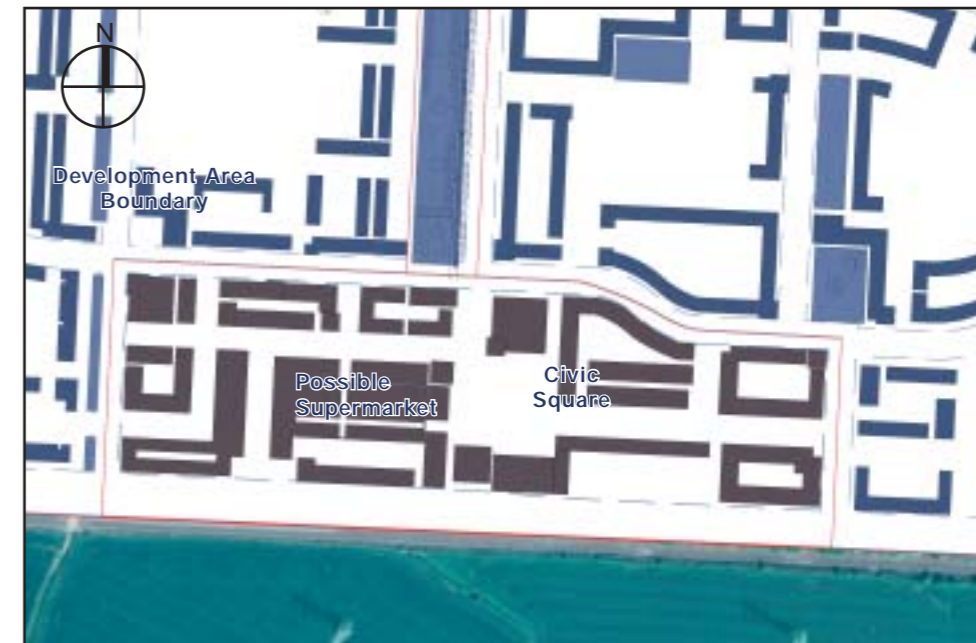 N
Development Area
Boundary
Possible
Supermarket
Civic
Square